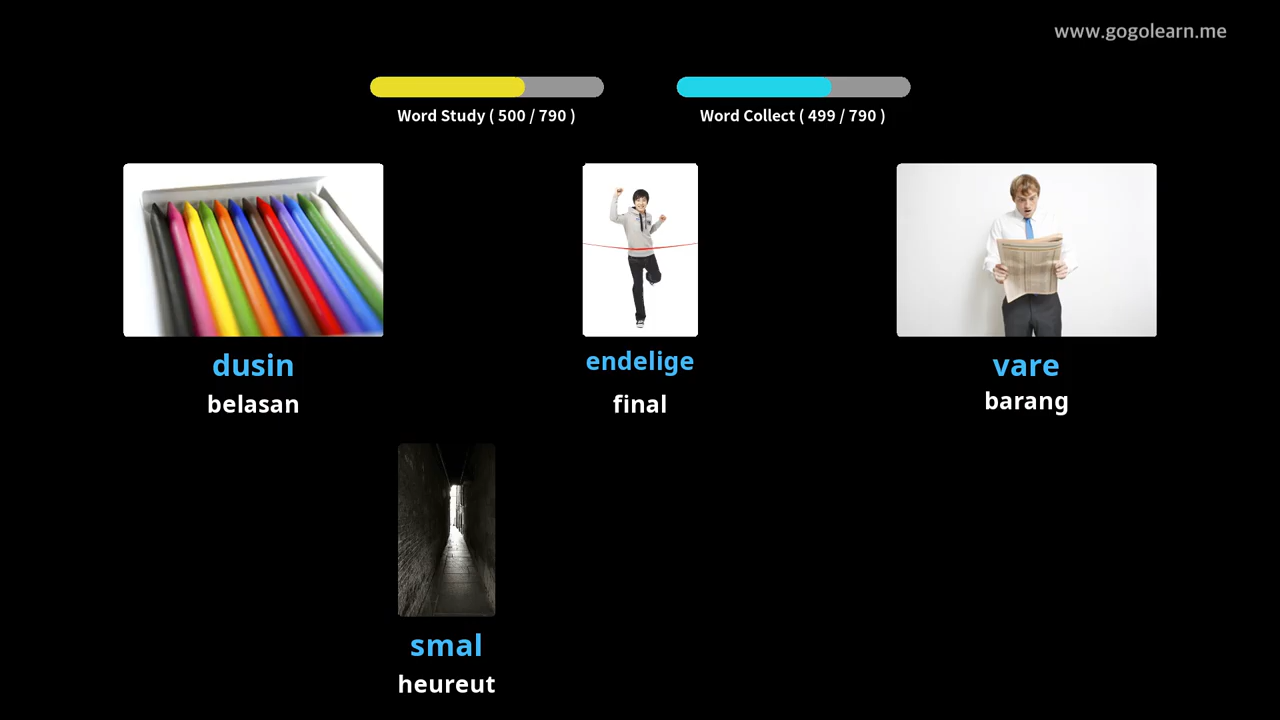 www.gogolearn.me
Word Study ( 500 / 790 )
Word Collect ( 499 / 790 )
dusin
belasan
endelige
final
vare
barang
smal
heureut